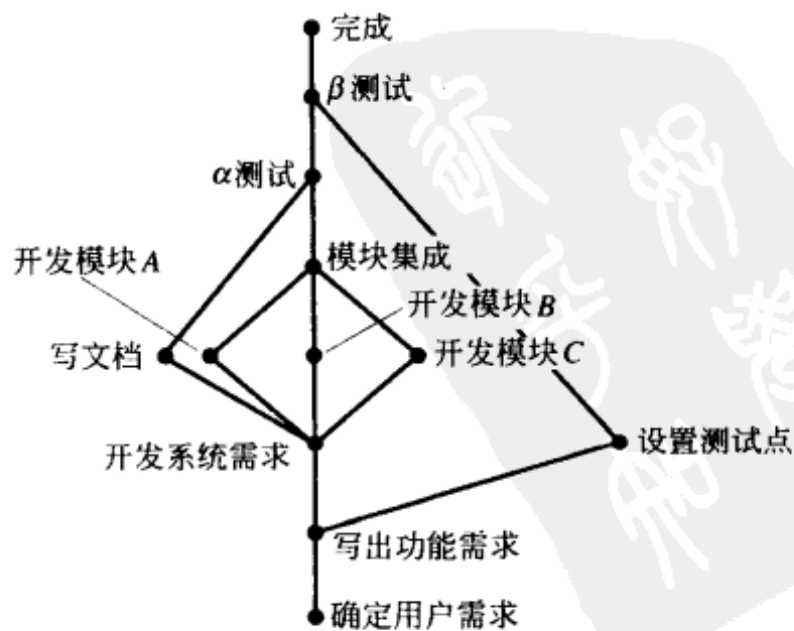 完成
β测试
α测试
模块集成
开发模块A
开发模块B
写文档
开发模块C
开发系统需求
设置测试点
写出功能需求
确定用户需求